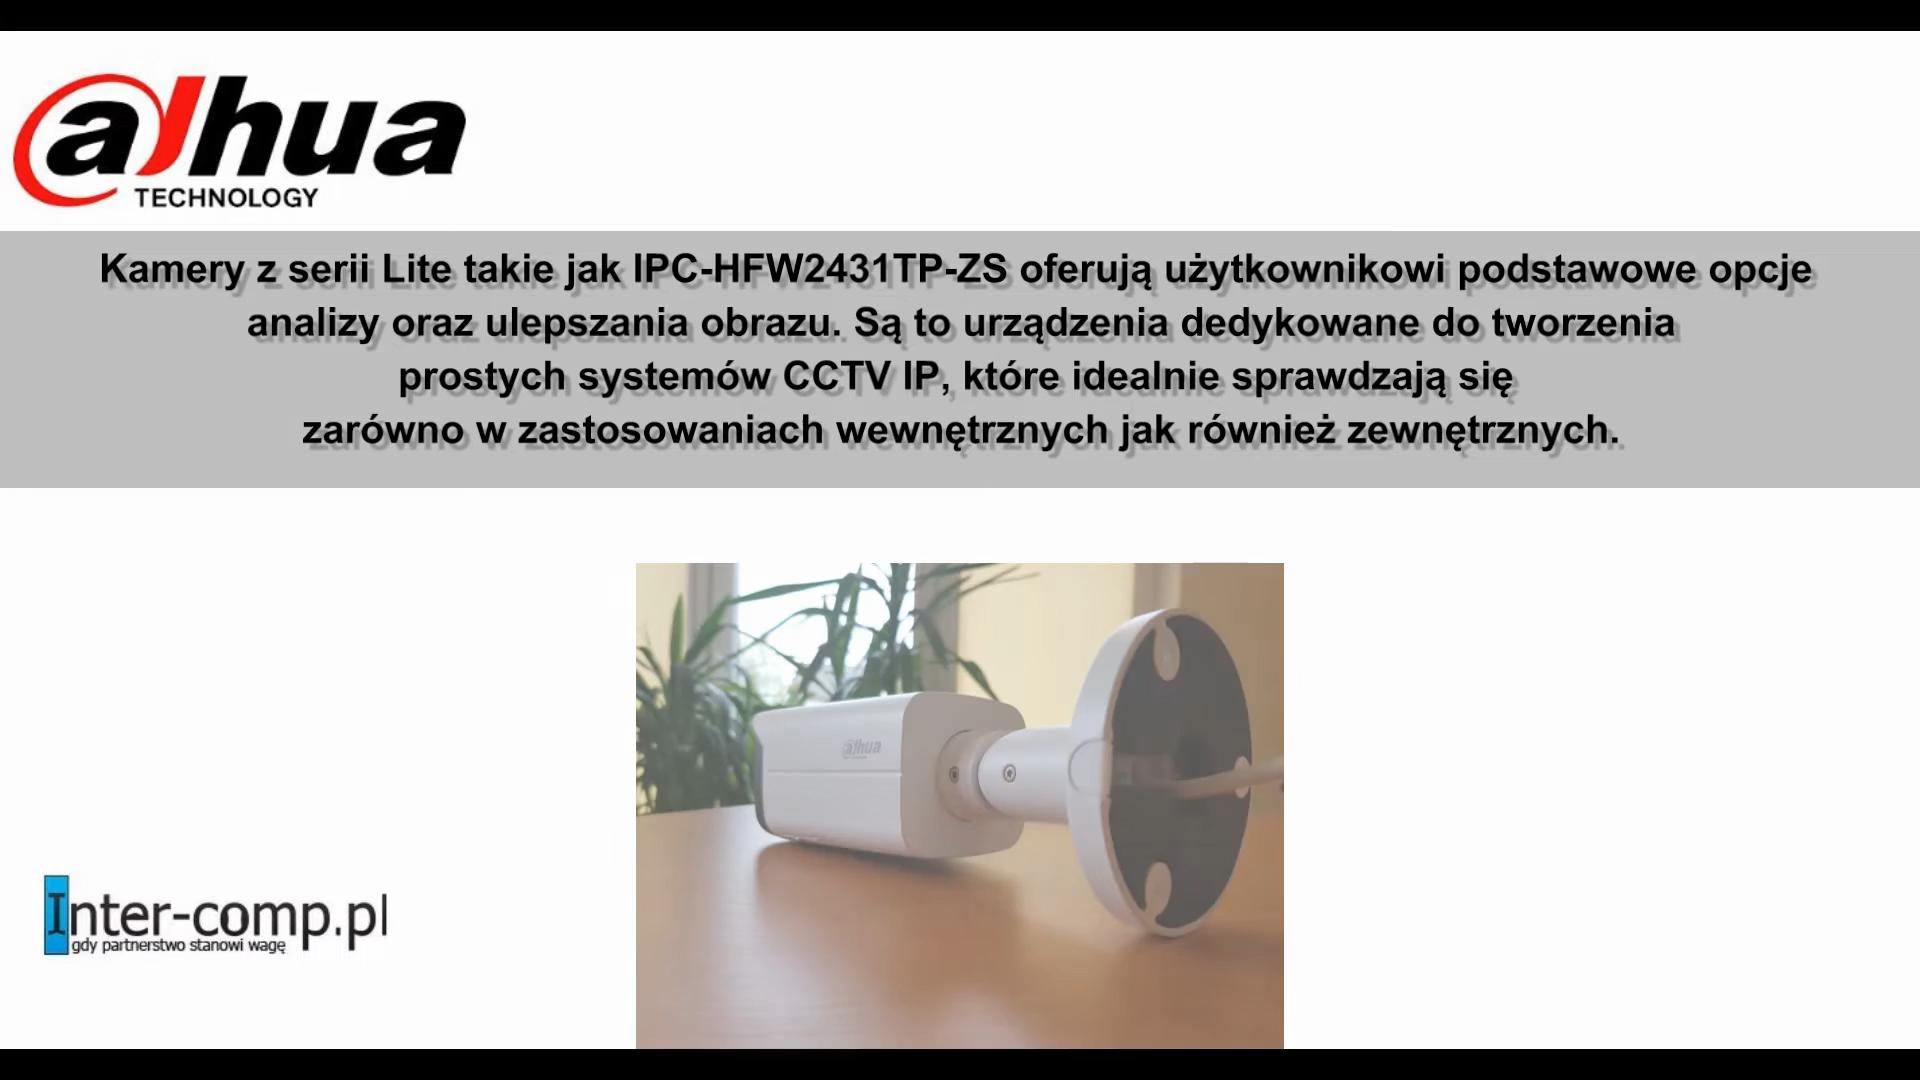 alhua
TECHNOLOGY
Kamery z serii Lite takie jak IPC-HFW2431TP-ZS oferują użytkownikowi podstawowe opcje
analizy oraz ulepszania obrazu. Są to urządzenia dedykowane do tworzenia
prostych systemów CCTV IP, które idealnie sprawdzają się
zarówno w zastosowaniach wewnętrznych jak również zewnętrznych.
alhua
Inter-comp.pl
gdy partnerstwo stanowi wagę